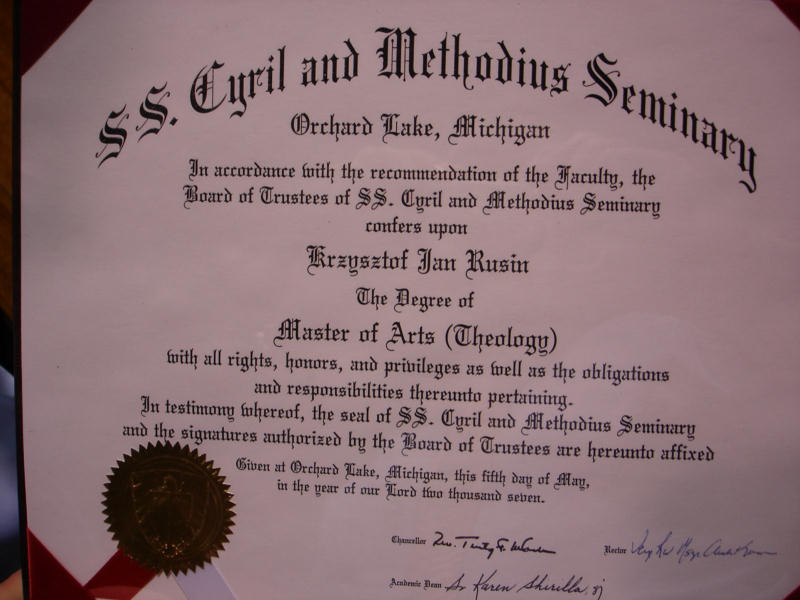 SS. Cyril and Methodius Seminary
Orchard Lake, Michigan
In accordance with the recommendation of the Faculty, the
Board of Trustees of SS. Cyril and Methodius Seminary
confers upon
Krzysztof Jan Rusin
The Degree of
Master of Arts (Theology)
with all rights, honors, and privileges as well as the obligations
and responsibilities thereunto pertaining.
In testimony whereof, the seal of SS. Cyril and Methodius Seminary
and the signatures authorized by the Board of Trustees are hereunto affixed
Given at Orchard Lake, Michigan, this fifth day of May,
in the year of our Lord two thousand seven.
Chancellor Rev.
Rector
Academic Dean Sr Karen Shirilla, sj